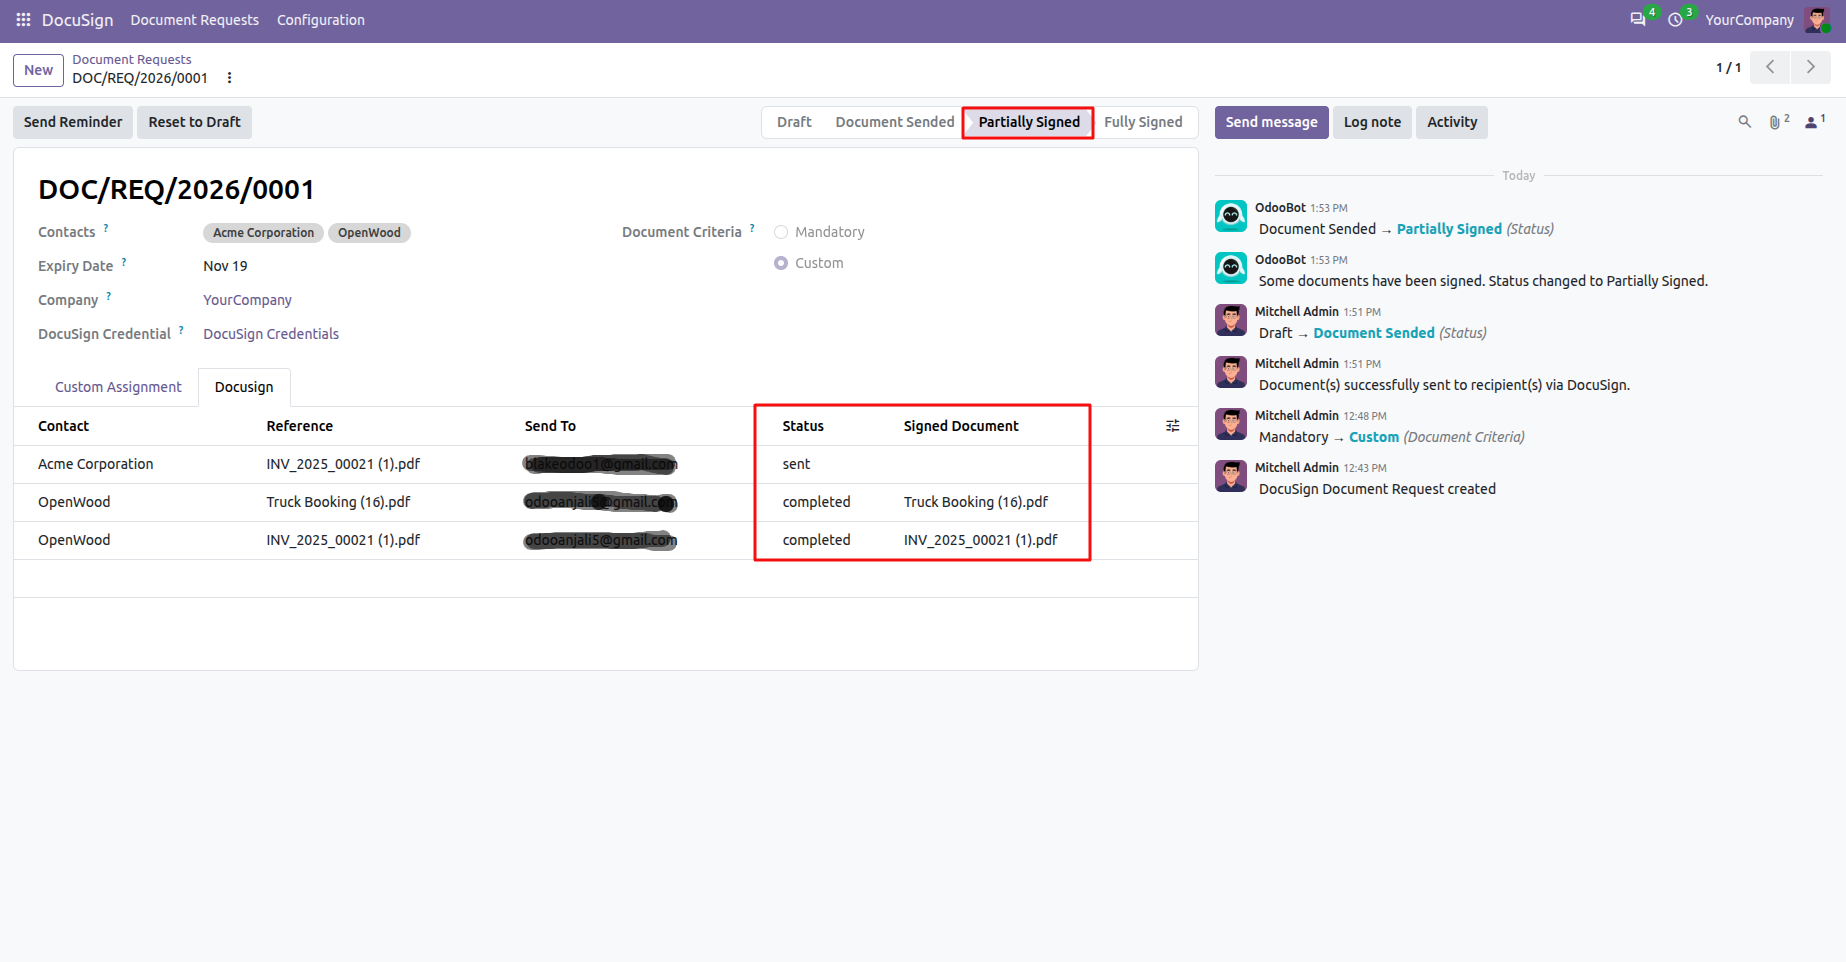 DocuSign Document Requests Configuration 4 3 YourCompany
New Document Requests
DOC/REQ/2026/0001 1 / 1
Send Reminder Reset to Draft Draft Document Sended Partially Signed Fully Signed Send message Log note Activity 2 1
DOC/REQ/2026/0001
Contacts ? Acme Corporation OpenWood Document Criteria ? Mandatory
Custom
Expiry Date ? Nov 19
Company ? YourCompany
DocuSign Credential ? DocuSign Credentials
Custom Assignment Docusign
Contact Reference Send To Status Signed Document
Acme Corporation INV_2025_00021 (1).pdf sent
OpenWood Truck Booking (16).pdf completed Truck Booking (16).pdf
OpenWood INV_2025_00021 (1).pdf completed INV_2025_00021 (1).pdf
Today
OdooBot 1:53 PM
Document Sended → Partially Signed (Status)
OdooBot 1:53 PM
Some documents have been signed. Status changed to Partially Signed.
Mitchell Admin 1:51 PM
Draft → Document Sended (Status)
Mitchell Admin 1:51 PM
Document(s) successfully sent to recipient(s) via DocuSign.
Mitchell Admin 12:48 PM
Mandatory → Custom (Document Criteria)
Mitchell Admin 12:43 PM
DocuSign Document Request created